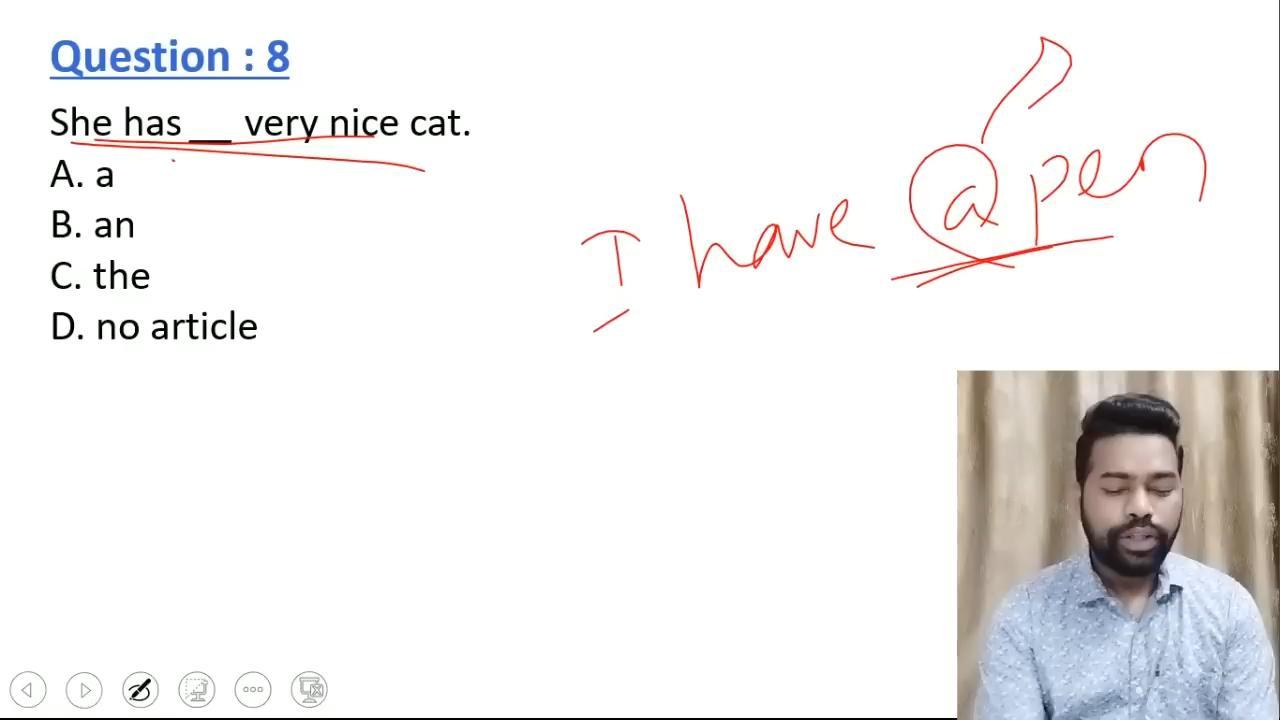 Question : 8
She has __ very nice cat.
A. a
B. an
C. the
D. no article
I have a pen